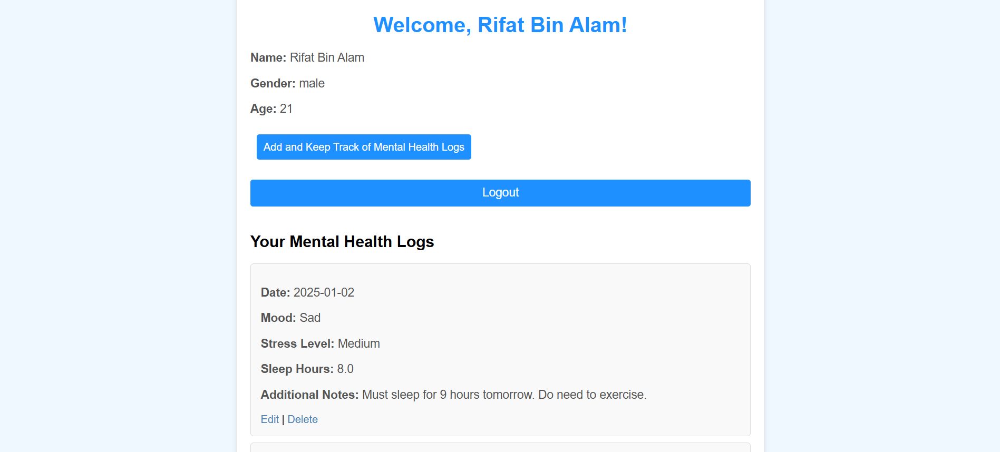 Welcome, Rifat Bin Alam!
Name: Rifat Bin Alam
Gender: male
Age: 21
Add and Keep Track of Mental Health Logs
Logout
Your Mental Health Logs
Date: 2025-01-02
Mood: Sad
Stress Level: Medium
Sleep Hours: 8.0
Additional Notes: Must sleep for 9 hours tomorrow. Do need to exercise.
Edit | Delete